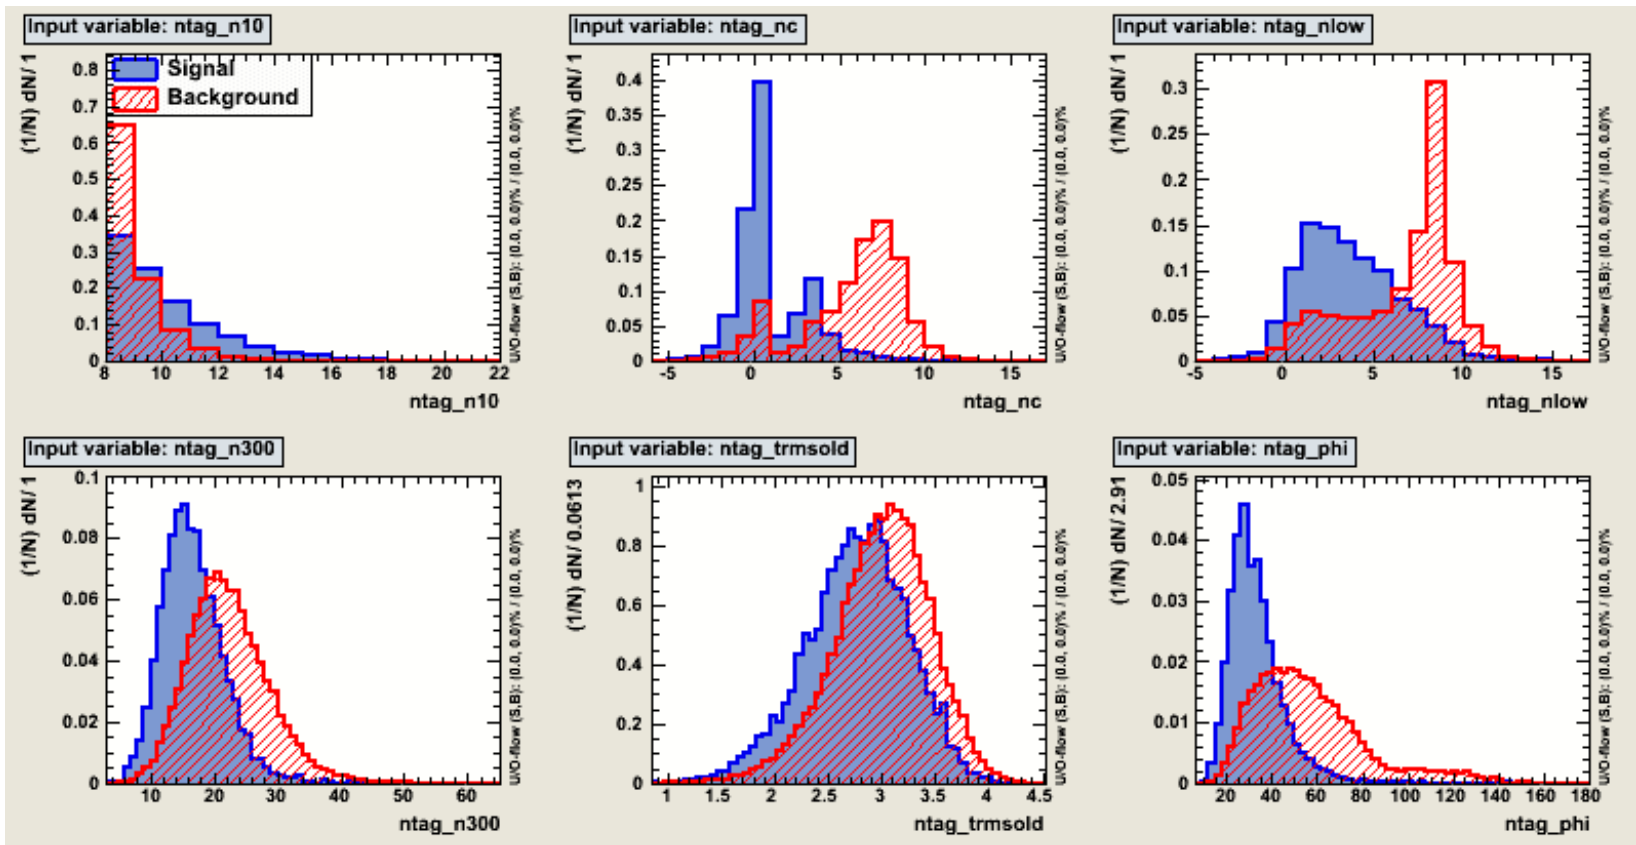 Input variable: ntag_n10
(1/N) dN/ 1
Signal
Background
0.8
0.7
0.6
0.5
0.4
0.3
0.2
0.1
0
8 10 12 14 16 18 20 22
ntag_n10
U/O-flow (S,B): (0.0, 0.0)% / (0.0, 0.0)%
Input variable: ntag_nc
(1/N) dN/ 1
0.4
0.35
0.3
0.25
0.2
0.15
0.1
0.05
0
-5 0 5 10 15
ntag_nc
U/O-flow (S,B): (0.0, 0.0)% / (0.0, 0.0)%
Input variable: ntag_nlow
(1/N) dN/ 1
0.3
0.25
0.2
0.15
0.1
0.05
0
-5 0 5 10 15
ntag_nlow
U/O-flow (S,B): (0.0, 0.0)% / (0.0, 0.0)%
Input variable: ntag_n300
(1/N) dN/ 1
0.1
0.08
0.06
0.04
0.02
0
10 20 30 40 50 60
ntag_n300
U/O-flow (S,B): (0.0, 0.0)% / (0.0, 0.0)%
Input variable: ntag_trmsold
(1/N) dN/ 0.0613
1
0.8
0.6
0.4
0.2
0
1 1.5 2 2.5 3 3.5 4 4.5
ntag_trmsold
U/O-flow (S,B): (0.0, 0.0)% / (0.0, 0.0)%
Input variable: ntag_phi
(1/N) dN/ 2.91
0.05
0.04
0.03
0.02
0.01
0
20 40 60 80 100 120 140 160 180
ntag_phi
U/O-flow (S,B): (0.0, 0.0)% / (0.0, 0.0)%